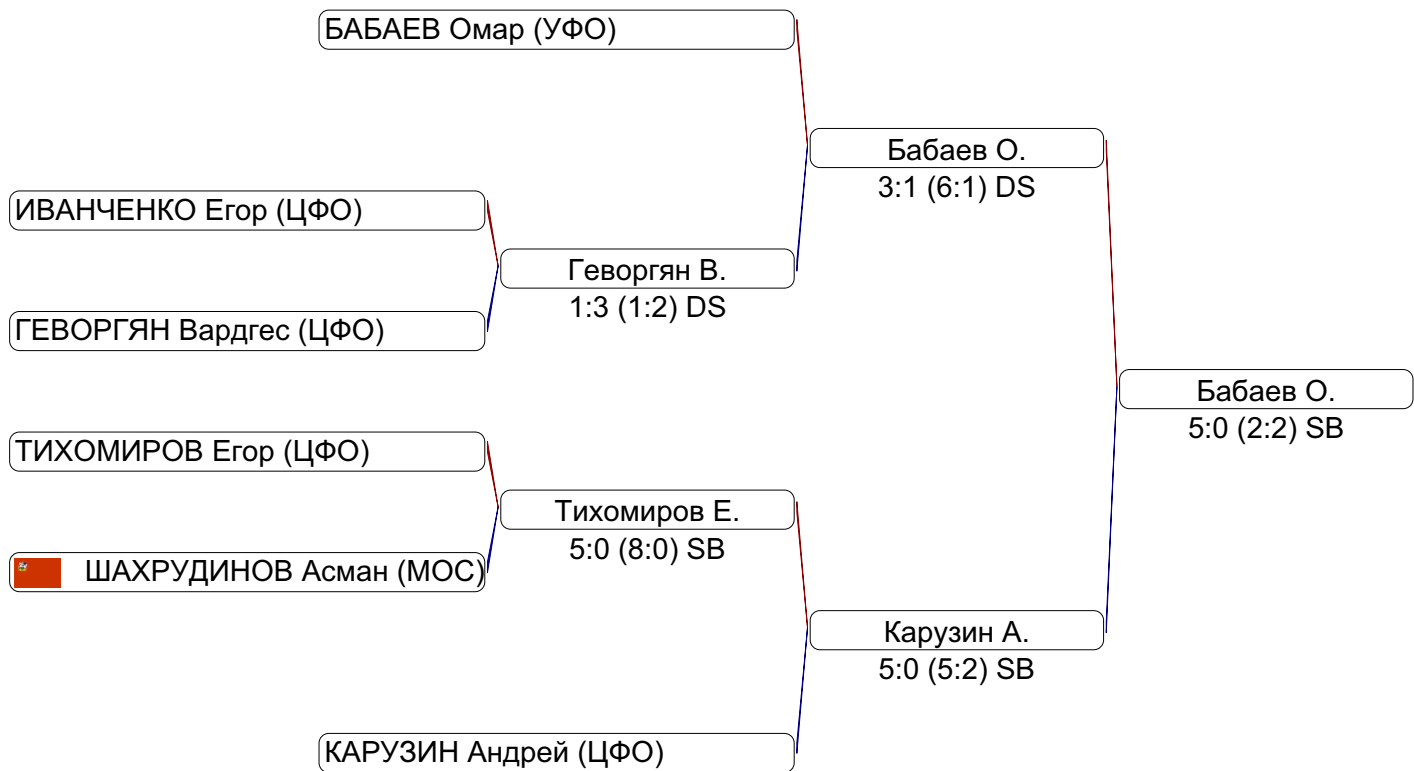 БАБАЕВ Омар (УФО)
Бабаев О.
3:1 (6:1) DS
ИВАНЧЕНКО Егор (ЦФО)
Геворгян В.
1:3 (1:2) DS
ГЕВОРГЯН Вардгес (ЦФО)
Бабаев О.
5:0 (2:2) SB
ТИХОМИРОВ Егор (ЦФО)
Тихомиров Е.
5:0 (8:0) SB
ШАХРУДИНОВ Асман (МОС)
Карузин А.
5:0 (5:2) SB
КАРУЗИН Андрей (ЦФО)